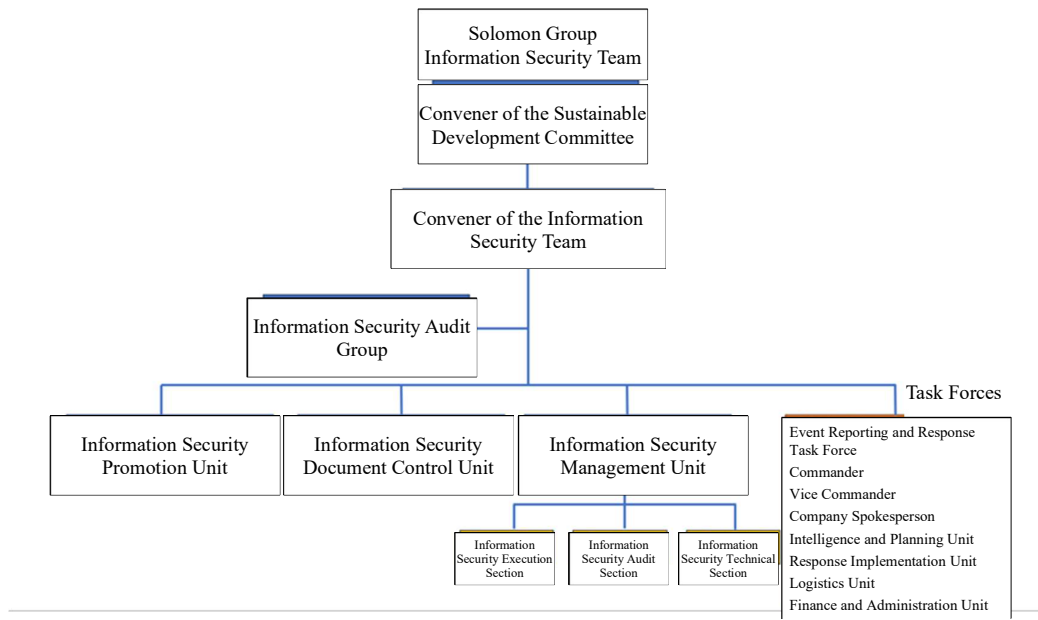 Solomon Group
Information Security Team
Convener of the Sustainable
Development Committee
Convener of the Information
Security Team
Information Security Audit
Group
Task Forces
Information Security
Promotion Unit
Information Security
Document Control Unit
Information Security
Management Unit
Event Reporting and Response
Task Force
Commander
Vice Commander
Company Spokesperson
Intelligence and Planning Unit
Response Implementation Unit
Logistics Unit
Finance and Administration Unit
Information
Security Execution
Section
Information
Security Audit
Section
Information
Security Technical
Section